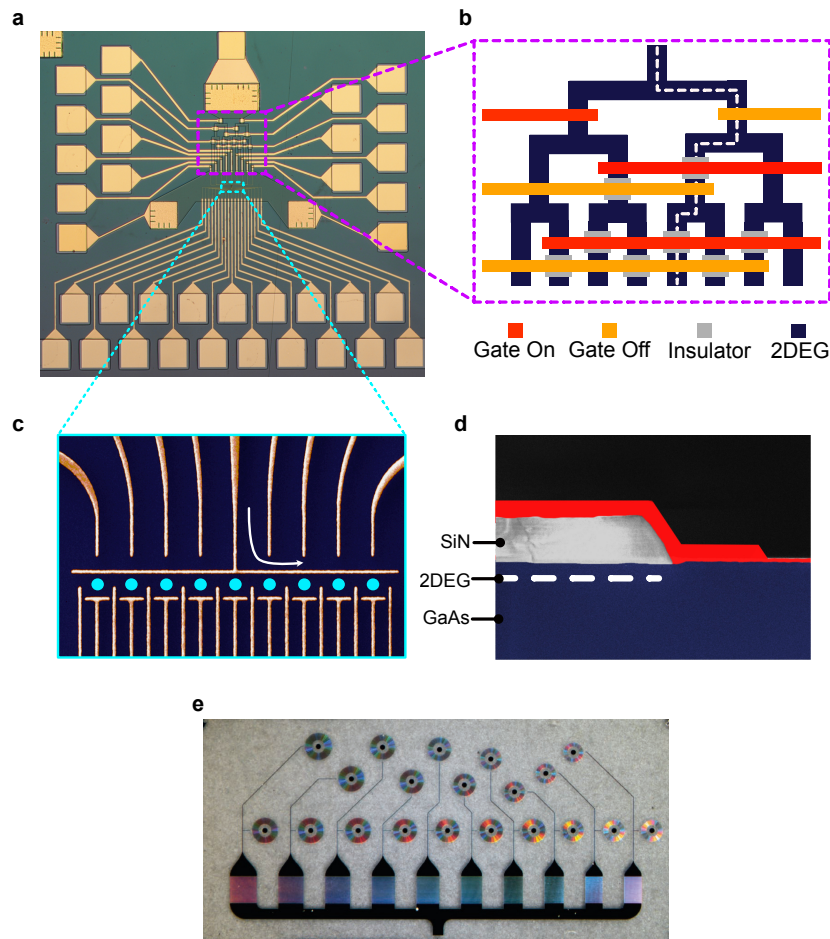 a
b
Gate On
Gate Off
Insulator
2DEG
c
d
SiN
2DEG
GaAs
e